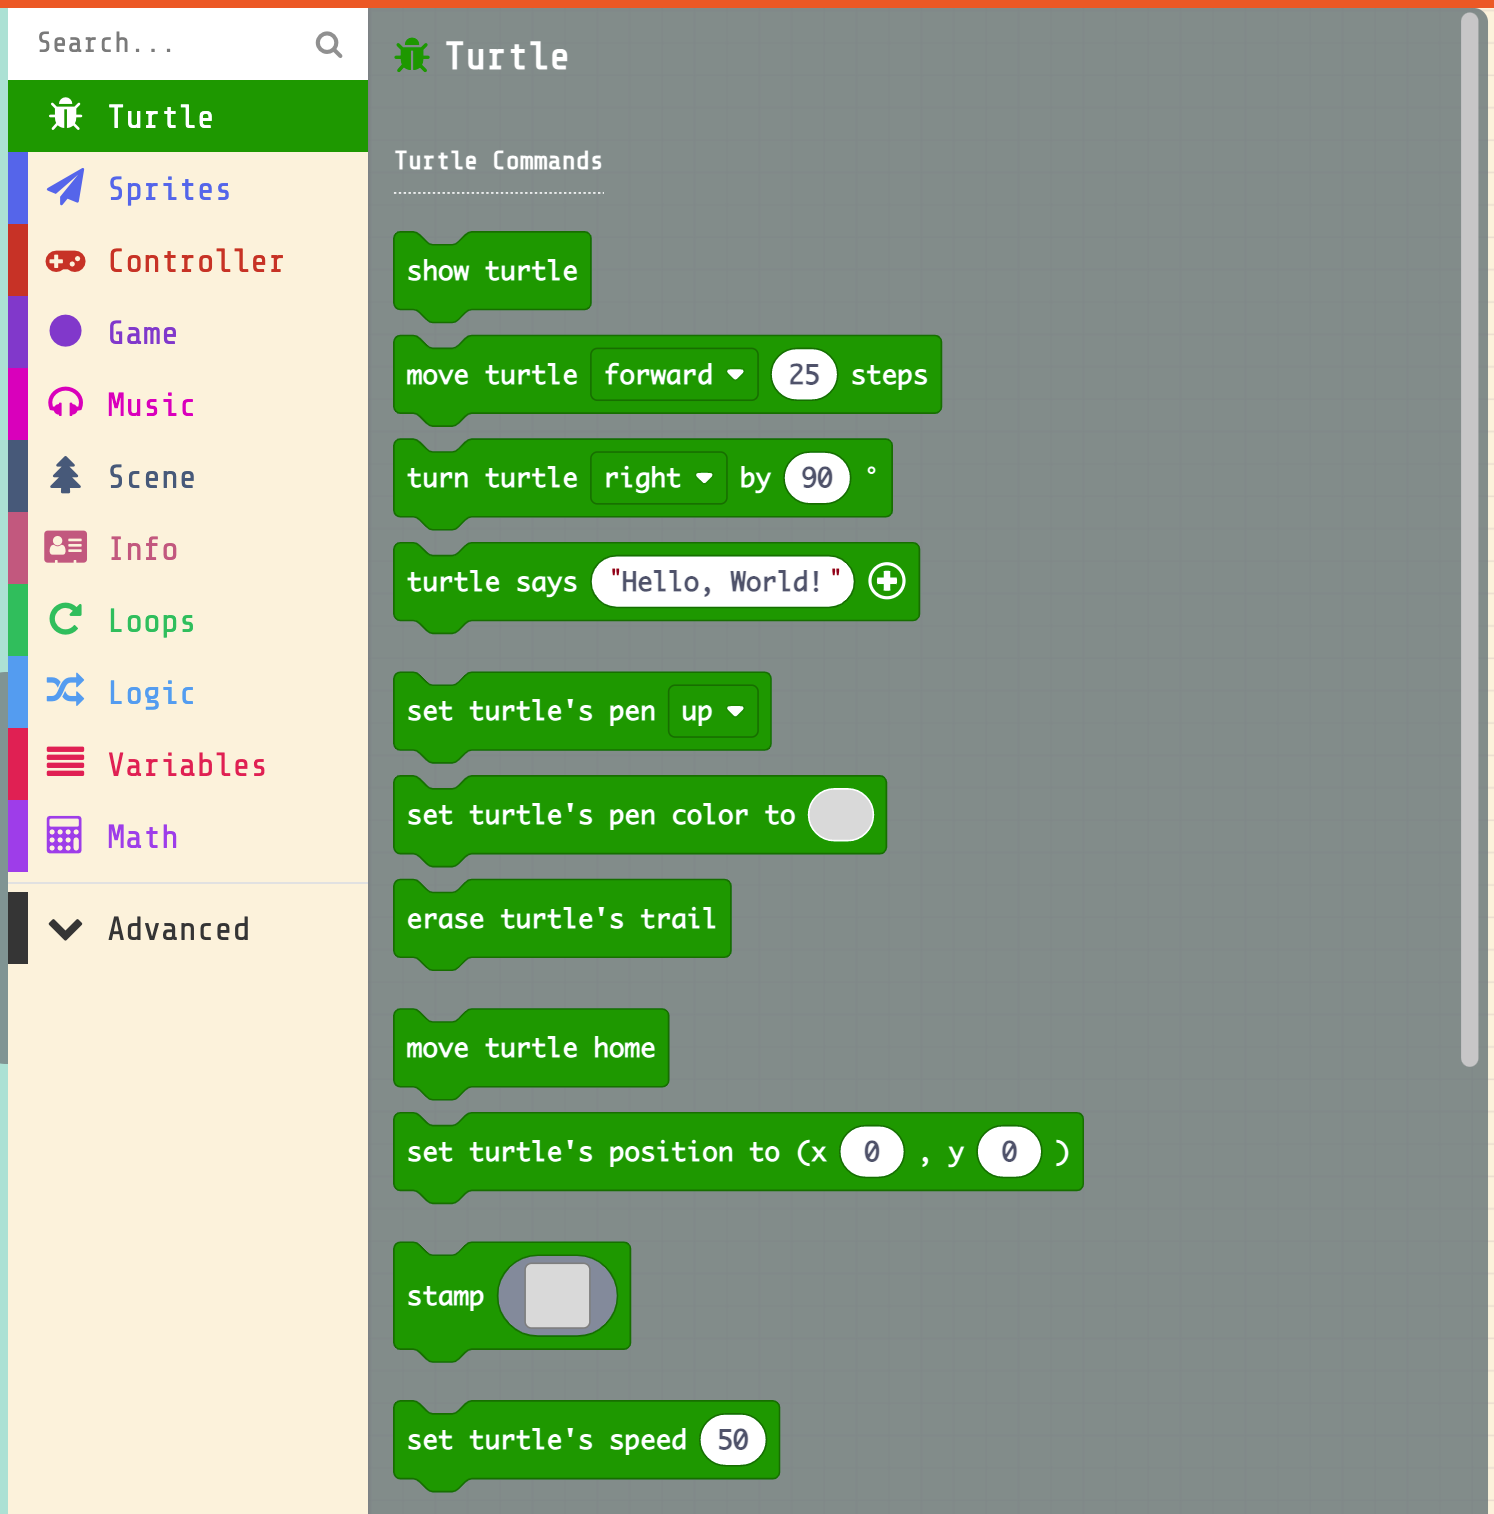 Search...
Turtle
Sprites
Controller
Game
Music
Scene
Info
Loops
Logic
Variables
Math
Advanced
Turtle
Turtle Commands
show turtle
move turtle forward 25 steps
turn turtle right by 90 °
turtle says "Hello, World!"
set turtle's pen up
set turtle's pen color to
erase turtle's trail
move turtle home
set turtle's position to (x 0 , y 0 )
stamp
set turtle's speed 50